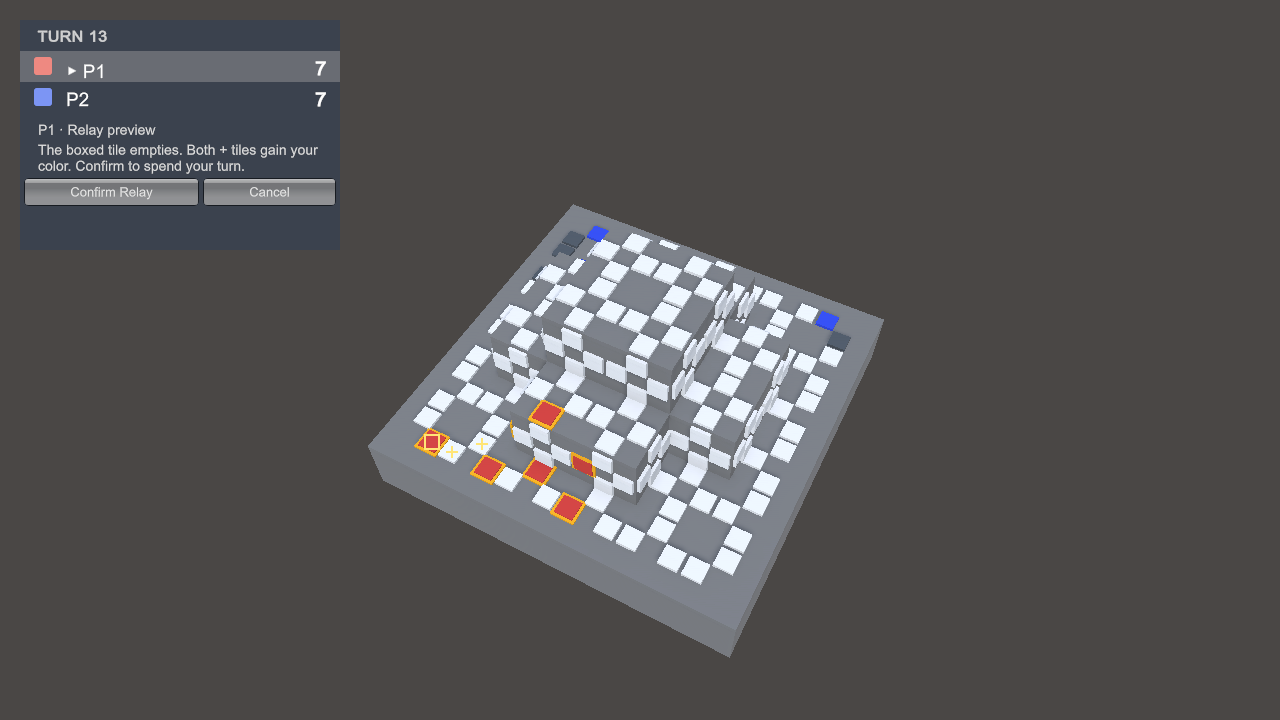 TURN 13
▸ P1 7
P2 7
P1 · Relay preview
The boxed tile empties. Both + tiles gain your
color. Confirm to spend your turn.
Confirm Relay Cancel